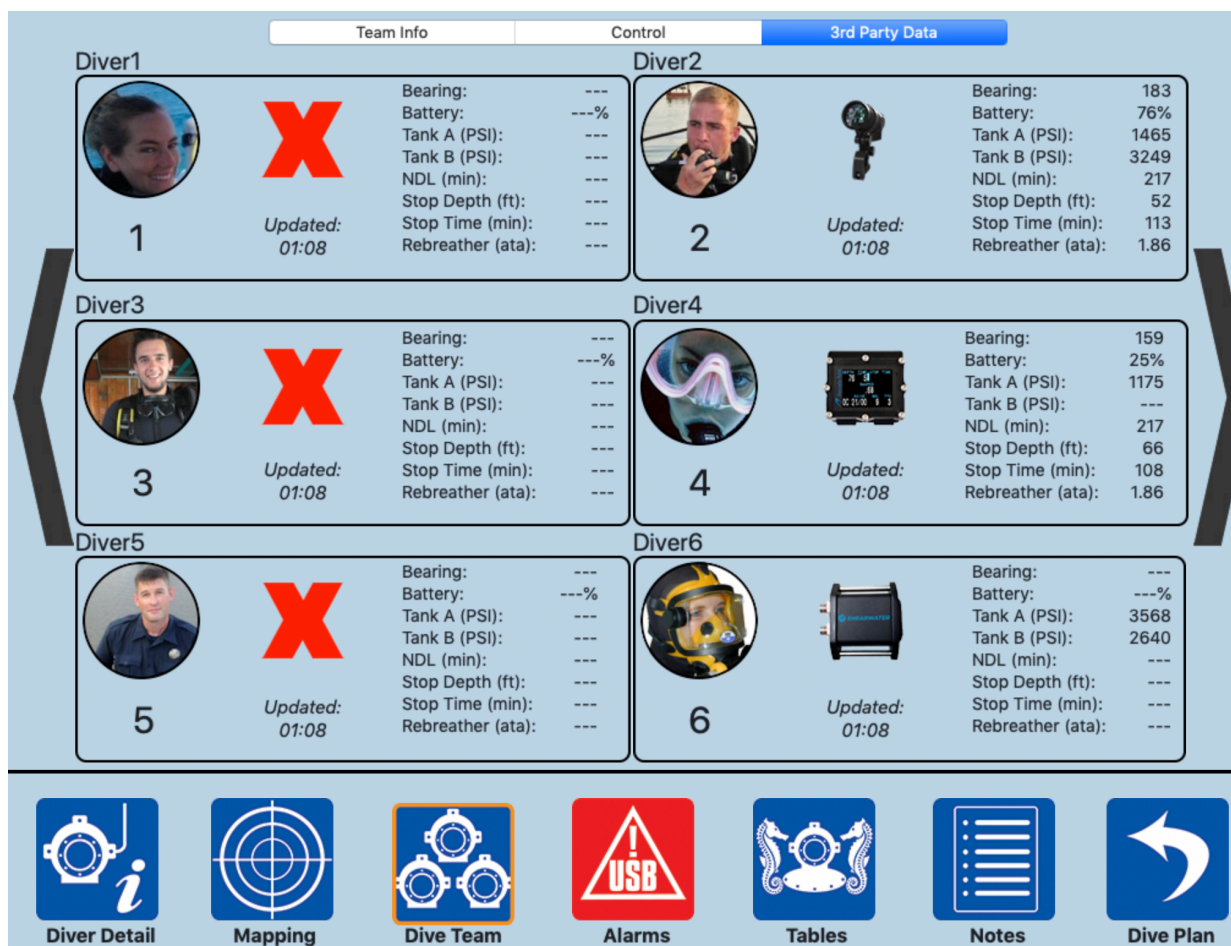 Team Info
Control
3rd Party Data
Diver1
Bearing: ---
Battery: ---%
Tank A (PSI): ---
Tank B (PSI): ---
NDL (min): ---
Stop Depth (ft): ---
Stop Time (min): ---
Rebreather (ata): ---
1
Updated:
01:08
Diver2
Bearing: 183
Battery: 76%
Tank A (PSI): 1465
Tank B (PSI): 3249
NDL (min): 217
Stop Depth (ft): 52
Stop Time (min): 113
Rebreather (ata): 1.86
2
Updated:
01:08
Diver3
Bearing: ---
Battery: ---%
Tank A (PSI): ---
Tank B (PSI): ---
NDL (min): ---
Stop Depth (ft): ---
Stop Time (min): ---
Rebreather (ata): ---
3
Updated:
01:08
Diver4
Bearing: 159
Battery: 25%
Tank A (PSI): 1175
Tank B (PSI): ---
NDL (min): 217
Stop Depth (ft): 66
Stop Time (min): 108
Rebreather (ata): 1.86
4
Updated:
01:08
Diver5
Bearing: ---
Battery: ---%
Tank A (PSI): ---
Tank B (PSI): ---
NDL (min): ---
Stop Depth (ft): ---
Stop Time (min): ---
Rebreather (ata): ---
5
Updated:
01:08
Diver6
Bearing: ---
Battery: ---%
Tank A (PSI): 3568
Tank B (PSI): 2640
NDL (min): ---
Stop Depth (ft): ---
Stop Time (min): ---
Rebreather (ata): ---
SHEARWATER
6
Updated:
01:08
i
!
USB
Diver Detail
Mapping
Dive Team
Alarms
Tables
Notes
Dive Plan